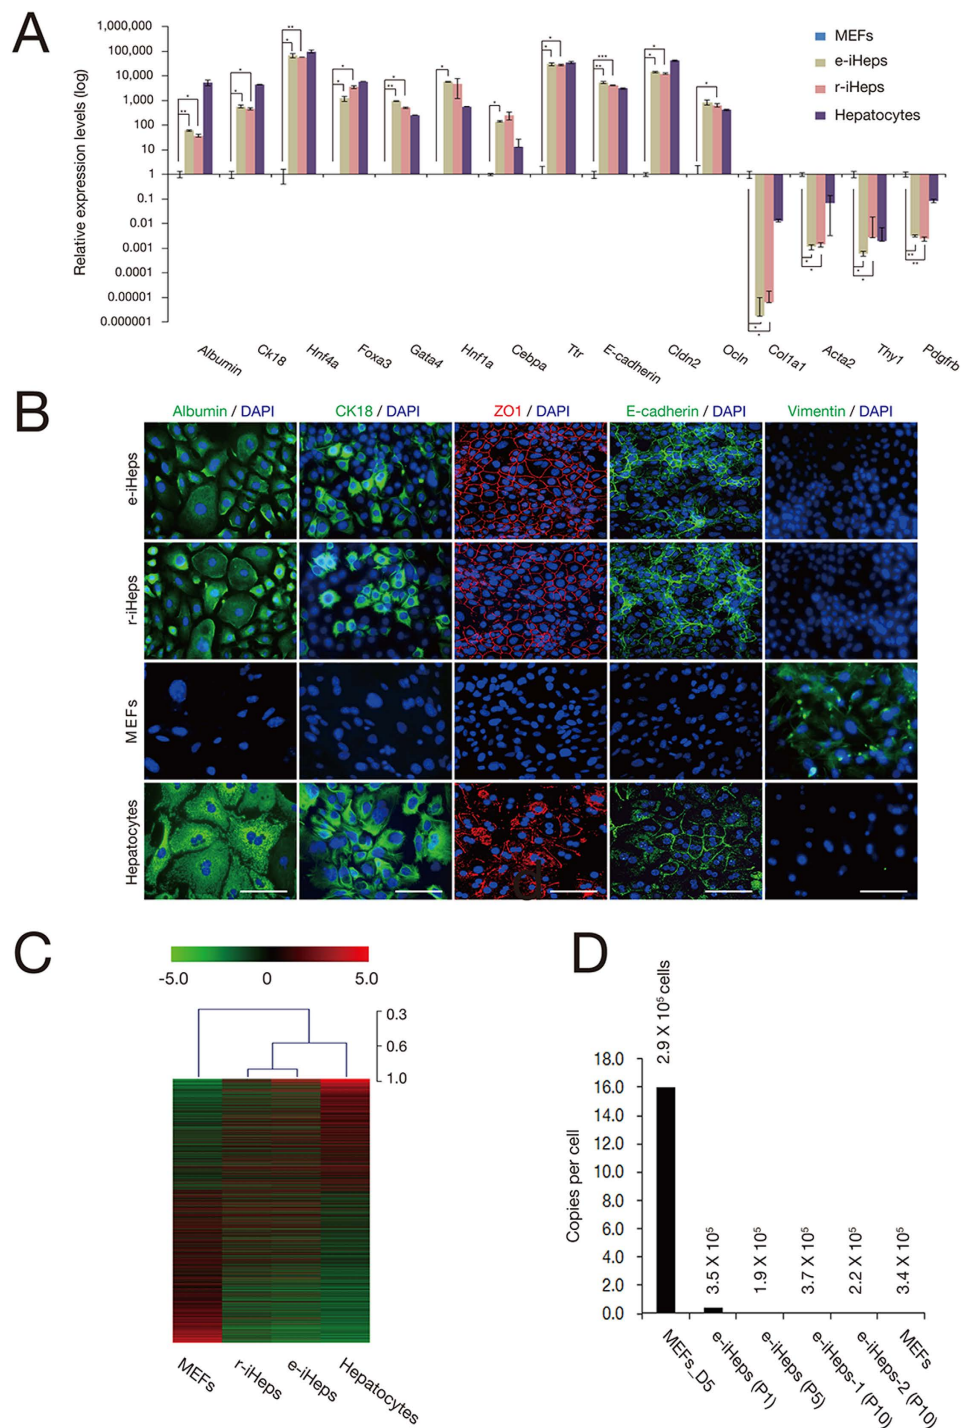 A
Relative expression levels (log)
1,000,000
100,000
10,000
1,000
100
10
1
0.1
0.01
0.001
0.0001
0.00001
0.000001
MEFs
e-iHeps
r-iHeps
Hepatocytes
Albumin
Ck18
Hnf4a
Foxa3
Gata4
Hnf1a
Cebpa
Ttr
E-cadherin
Cldn2
Ocln
Col1a1
Acta2
Thy1
Pdgfrb
B
Albumin / DAPI
CK18 / DAPI
ZO1 / DAPI
E-cadherin / DAPI
Vimentin / DAPI
e-iHeps
r-iHeps
MEFs
Hepatocytes
C
-5.0 0 5.0
0.3
0.6
1.0
MEFs
r-iHeps
e-iHeps
Hepatocytes
D
Copies per cell
18.0
16.0
14.0
12.0
10.0
8.0
6.0
4.0
2.0
0.0
2.9 X 10⁵ cells
3.5 X 10⁵
1.9 X 10⁵
3.7 X 10⁵
2.2 X 10⁵
3.4 X 10⁵
MEFs_D5
e-iHeps (P1)
e-iHeps (P5)
e-iHeps-1 (P10)
e-iHeps-2 (P10)
MEFs